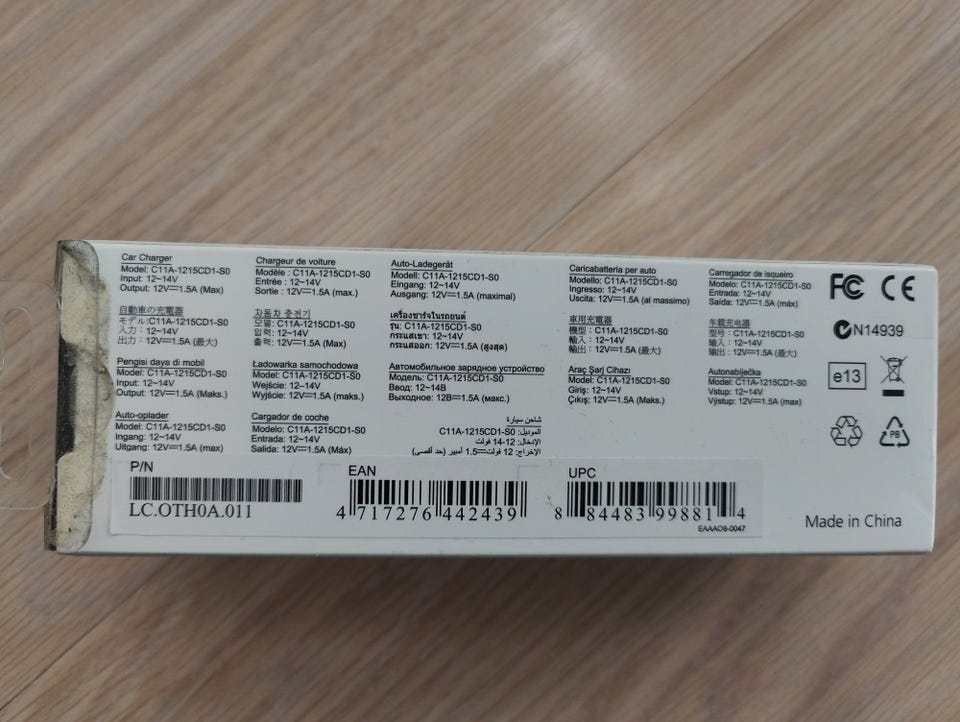 Car Charger
Model: C11A-1215CD1-S0
Input: 12~14V
Output: 12V⎓1.5A (Max)
Chargeur de voiture
Modèle : C11A-1215CD1-S0
Entrée : 12~14V
Sortie : 12V⎓1.5A (max.)
Auto-Ladegerät
Modell: C11A-1215CD1-S0
Eingang: 12~14V
Ausgang: 12V⎓1.5A (maximal)
Caricabatteria per auto
Modello: C11A-1215CD1-S0
Ingresso: 12~14V
Uscita: 12V⎓1.5A (al massimo)
Carregador de isqueiro
Modelo: C11A-1215CD1-S0
Entrada: 12~14V
Saída: 12V⎓1.5A (máx)
自動車の充電器
モデル:C11A-1215CD1-S0
入力: 12~14V
出力: 12V⎓1.5A (最大)
자동차 충전기
모델: C11A-1215CD1-S0
입력: 12~14V
출력: 12V⎓1.5A (Max)
เครื่องชาร์จในรถยนต์
รุ่น: C11A-1215CD1-S0
กระแสเขา: 12~14V
กระแสออก: 12V⎓1.5A (สูงสุด)
車用充電器
機型: C11A-1215CD1-S0
輸入: 12~14V
輸出: 12V⎓1.5A (最大)
车载充电器
型号: C11A-1215CD1-S0
输入: 12~14V
输出: 12V⎓1.5A (最大)
Pengisi daya di mobil
Model: C11A-1215CD1-S0
Input: 12~14V
Output: 12V⎓1.5A (Maks.)
Ładowarka samochodowa
Model: C11A-1215CD1-S0
Wejście: 12~14V
Wyjście: 12V⎓1.5A (Maks.)
Автомобильное зарядное устройство
Модель: C11A-1215CD1-S0
Ввод: 12~14В
Выходное: 12В⎓1.5A (макс.)
Araç Şarj Cihazı
Model: C11A-1215CD1-S0
Giriş: 12~14V
Çıkış: 12V⎓1.5A (Maks.)
Autonabíječka
Model: C11A-1215CD1-S0
Vstup: 12~14V
Výstup: 12V⎓1.5A (max)
Auto-oplader
Model: C11A-1215CD1-S0
Ingang: 12~14V
Uitgang: 12V⎓1.5A (max)
Cargador de coche
Modelo: C11A-1215CD1-S0
Entrada: 12~14V
Salida: 12V⎓1.5A (Máx)
شاحن سيارة
الموديل: C11A-1215CD1-S0
الإدخال: 12-14 فولت
الإخراج: 12 فولت⎓1.5 أمبير (حد أقصى)
FC CE
N14939
e13
PB
P/N
LC.OTH0A.011
EAN
4 717276 442439
UPC
8 84483 99881 4
EAAAO8-0047
Made in China